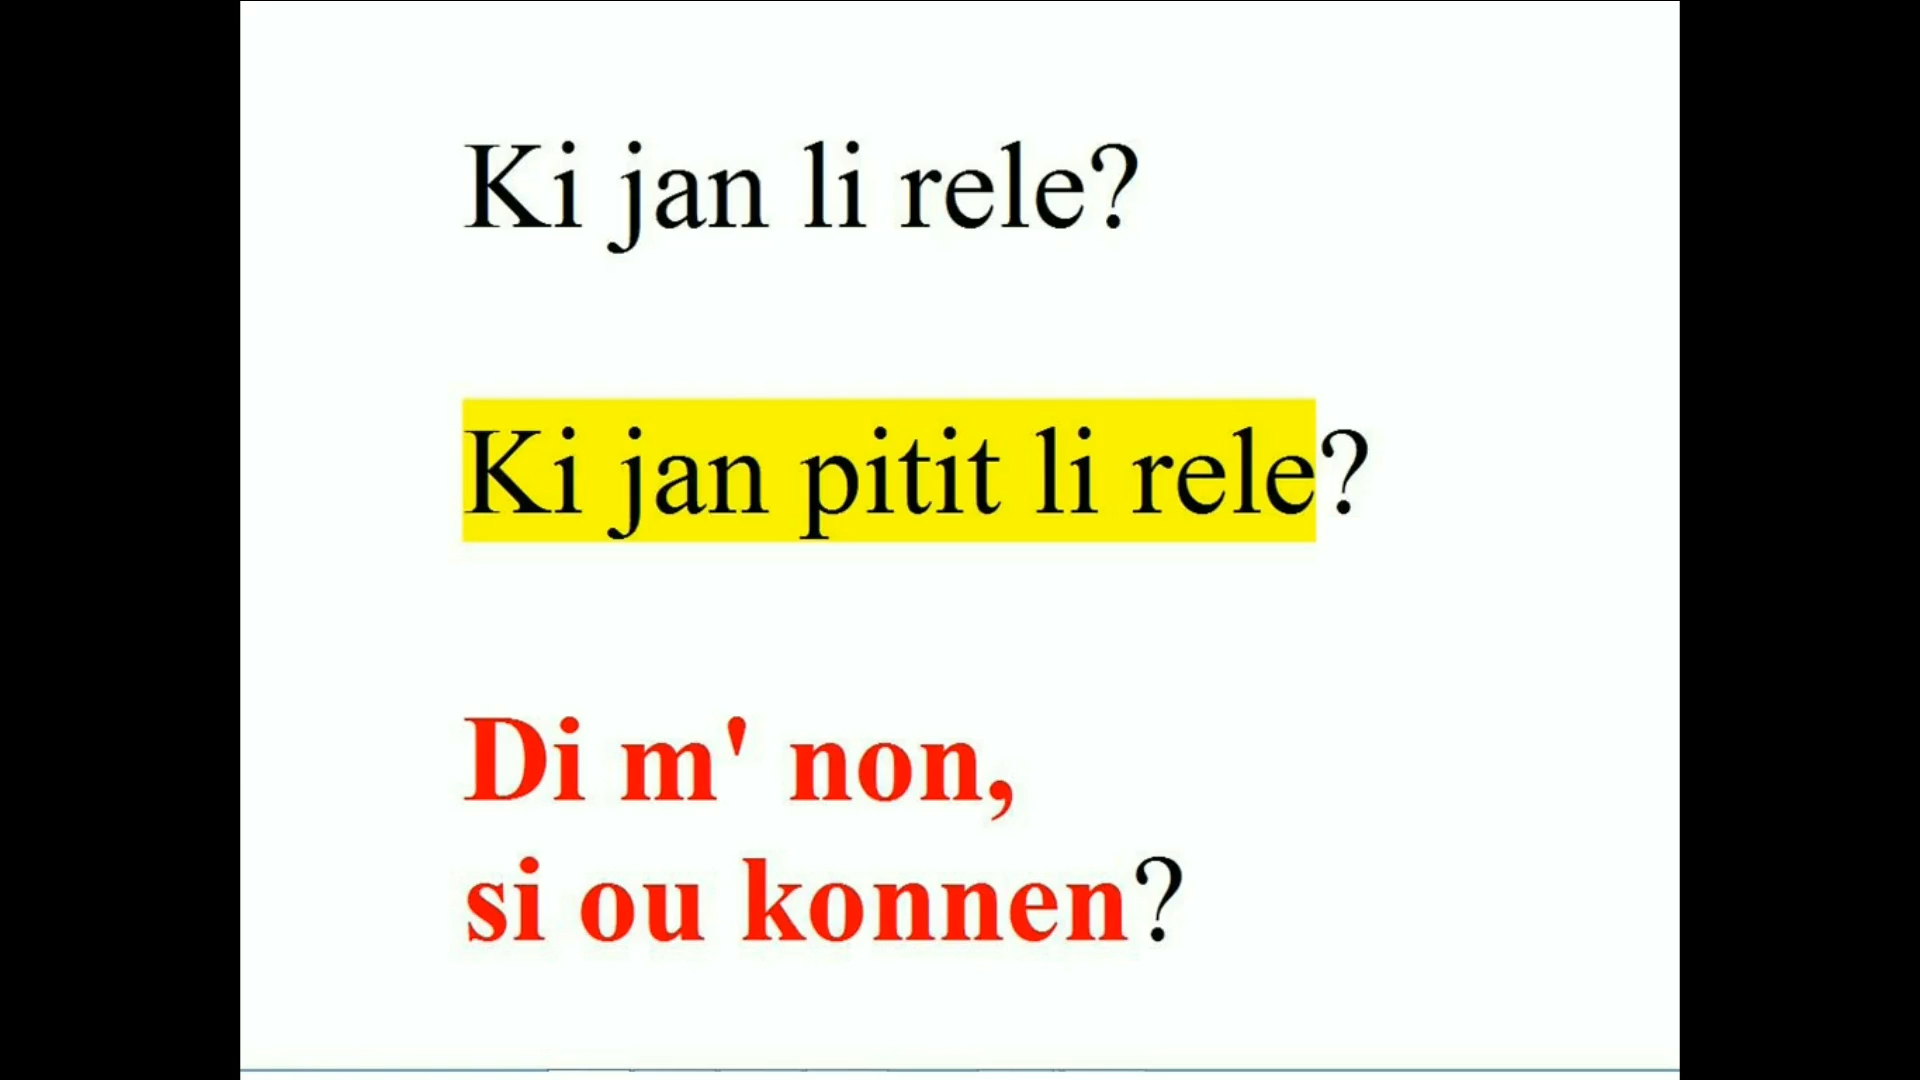 Ki jan li rele?
Ki jan pitit li rele?
Di m' non,
si ou konnen?